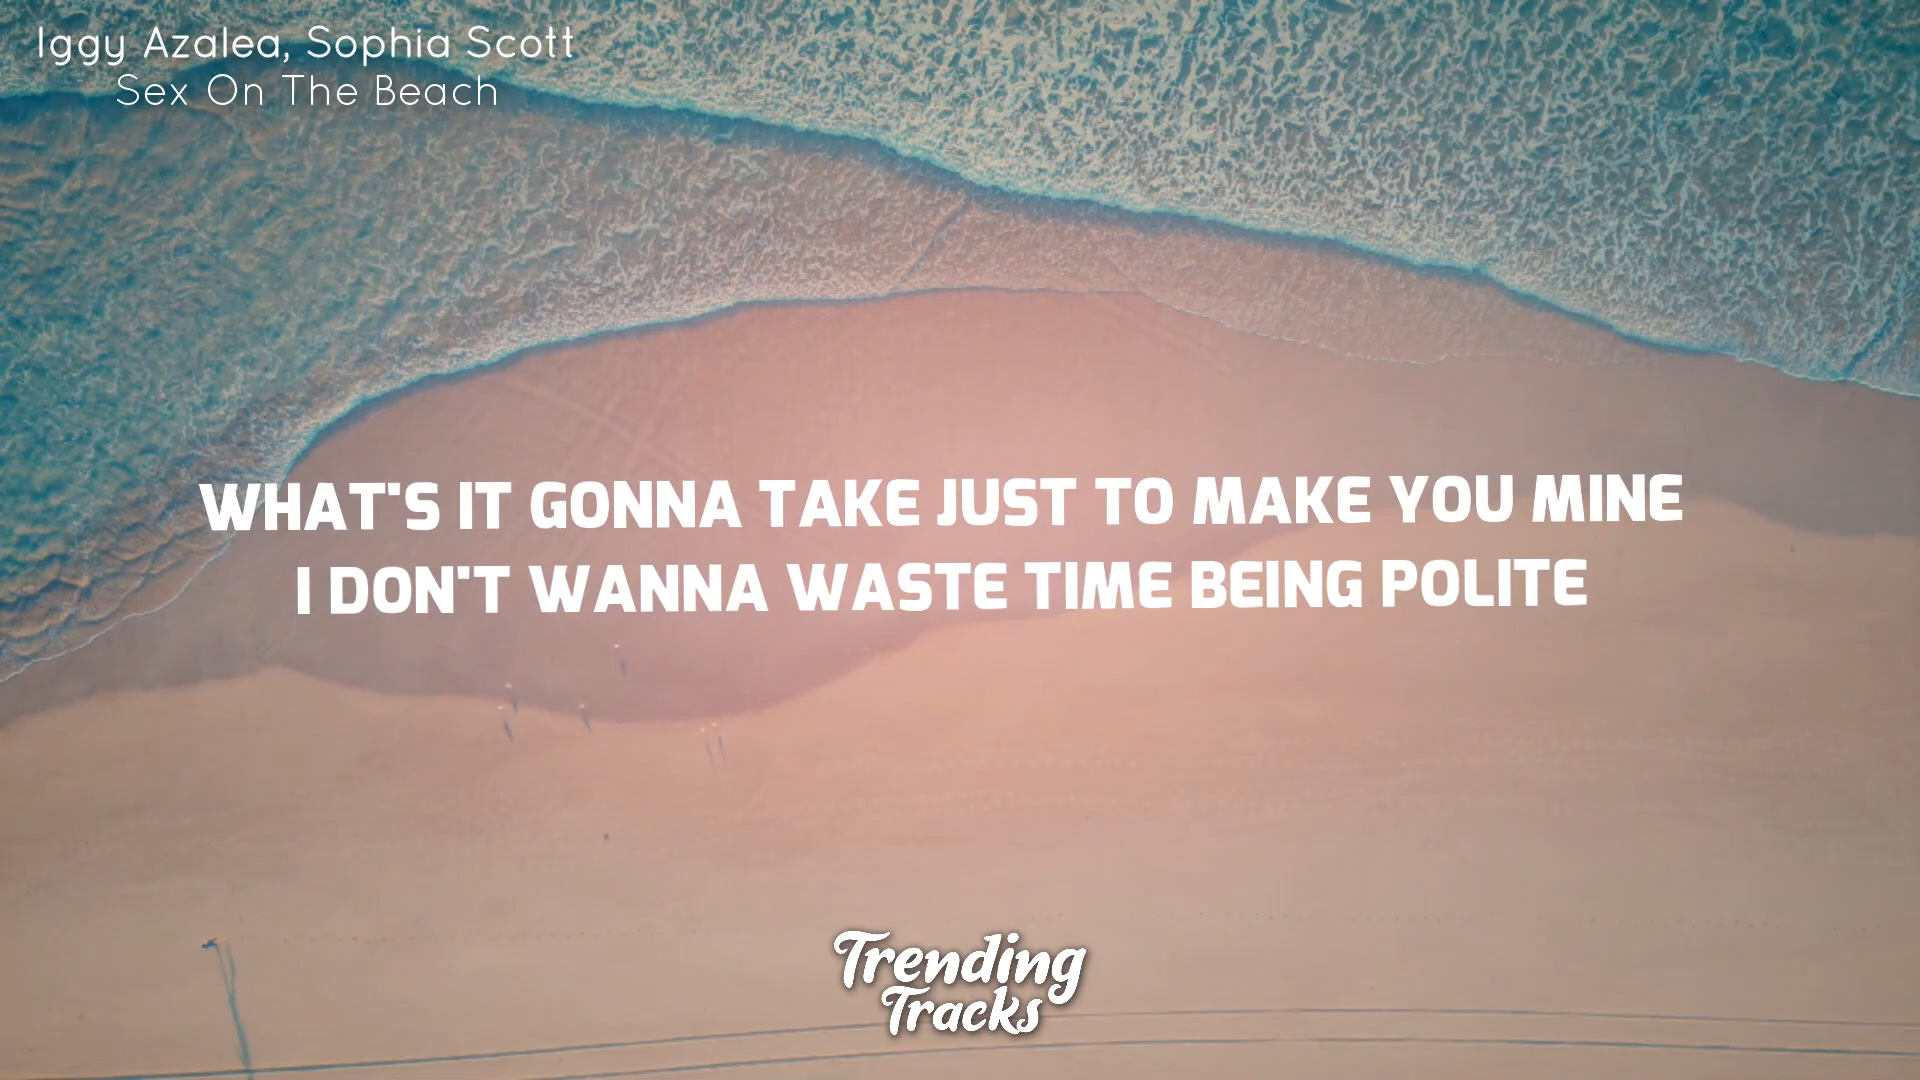 Iggy Azalea, Sophia Scott
Sex On The Beach
WHAT'S IT GONNA TAKE JUST TO MAKE YOU MINE
I DON'T WANNA WASTE TIME BEING POLITE
Trending
Tracks